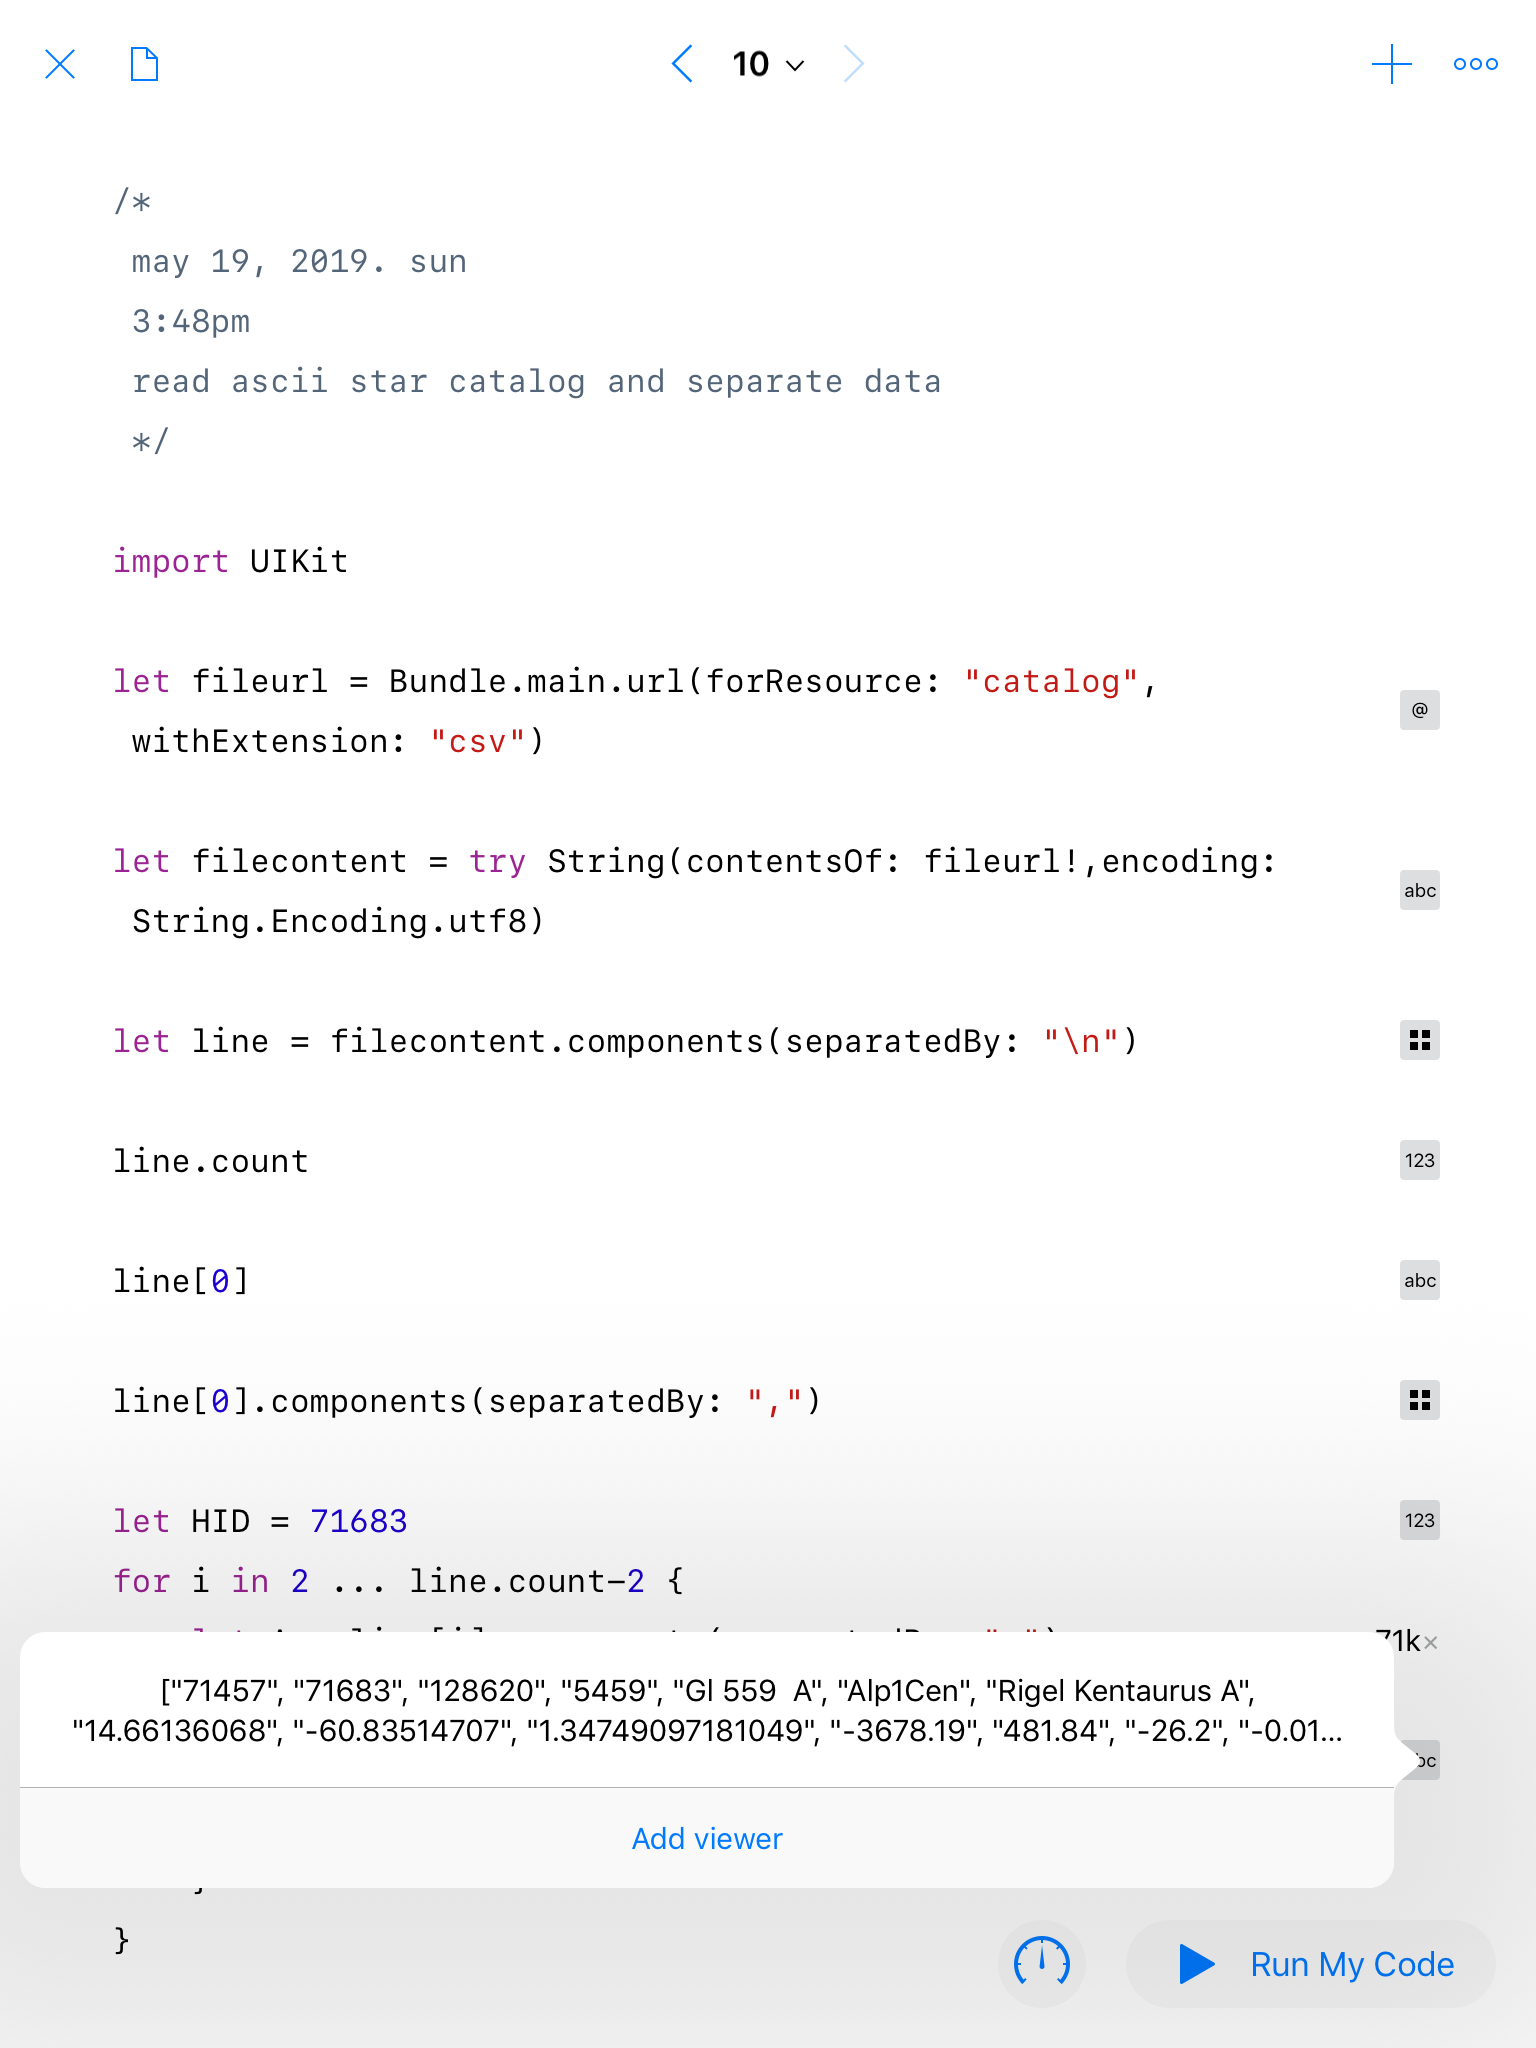 10
/*
may 19, 2019. sun
3:48pm
read ascii star catalog and separate data
*/
import UIKit
let fileurl = Bundle.main.url(forResource: "catalog",
@
withExtension: "csv")
let filecontent = try String(contentsOf: fileurl!,encoding:
abc
String.Encoding.utf8)
let line = filecontent.components(separatedBy: "\n")
line.count
123
line[0]
abc
line[0].components(separatedBy: ",")
let HID = 71683
123
for i in 2 ... line.count-2 {
71k×
["71457", "71683", "128620", "5459", "Gl 559  A", "Alp1Cen", "Rigel Kentaurus A",
"14.66136068", "-60.83514707", "1.34749097181049", "-3678.19", "481.84", "-26.2", "-0.01...
Add viewer
}
Run My Code